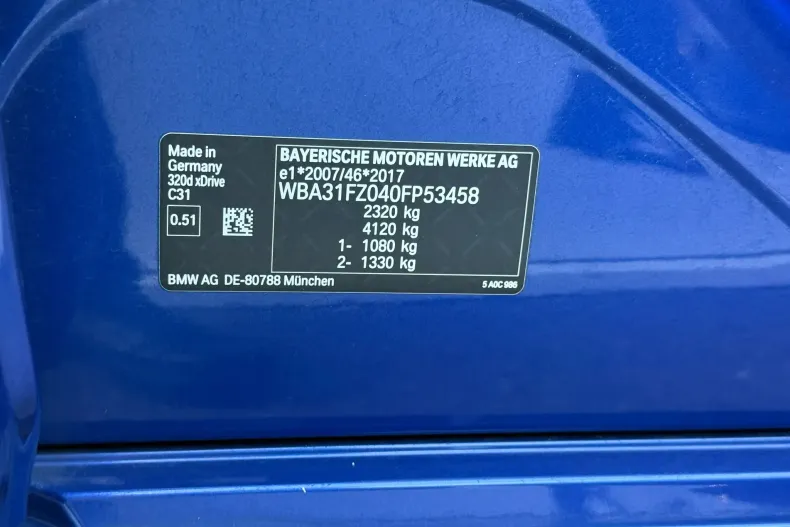 Made in
Germany
320d xDrive
C31
0.51
BAYERISCHE MOTOREN WERKE AG
e1*2007/46*2017
WBA31FZ040FP53458
2320 kg
4120 kg
1- 1080 kg
2- 1330 kg
BMW AG DE-80788 München
5 A0C 986